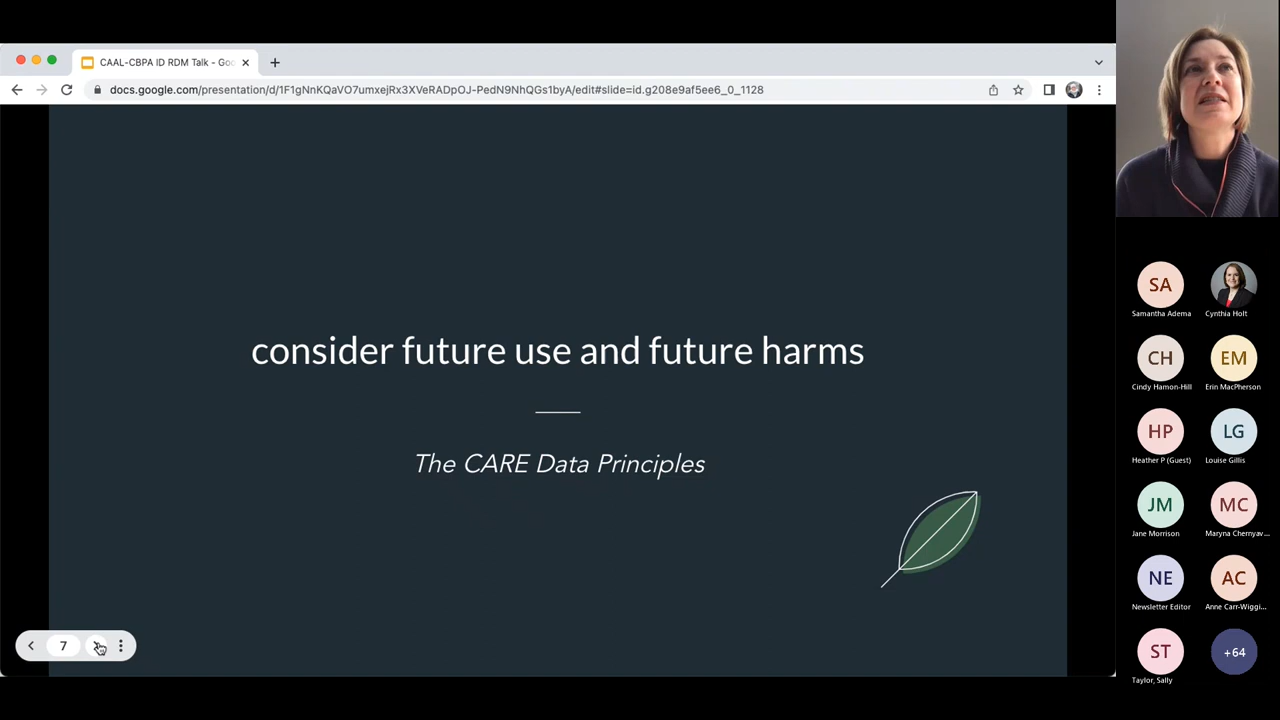 CAAL-CBPA ID RDM Talk - Goo
docs.google.com/presentation/d/1F1gNnKQaVO7umxejRx3XVeRADpOJ-PedN9NhQGs1byA/edit#slide=id.g208e9af5ee6_0_1128
consider future use and future harms
The CARE Data Principles
7
SA
Samantha Adema
Cynthia Holt
CH
Cindy Hamon-Hill
EM
Erin MacPherson
HP
Heather P (Guest)
LG
Louise Gillis
JM
Jane Morrison
MC
Maryna Chernyav...
NE
Newsletter Editor
AC
Anne Carr-Wiggi...
ST
Taylor, Sally
+64